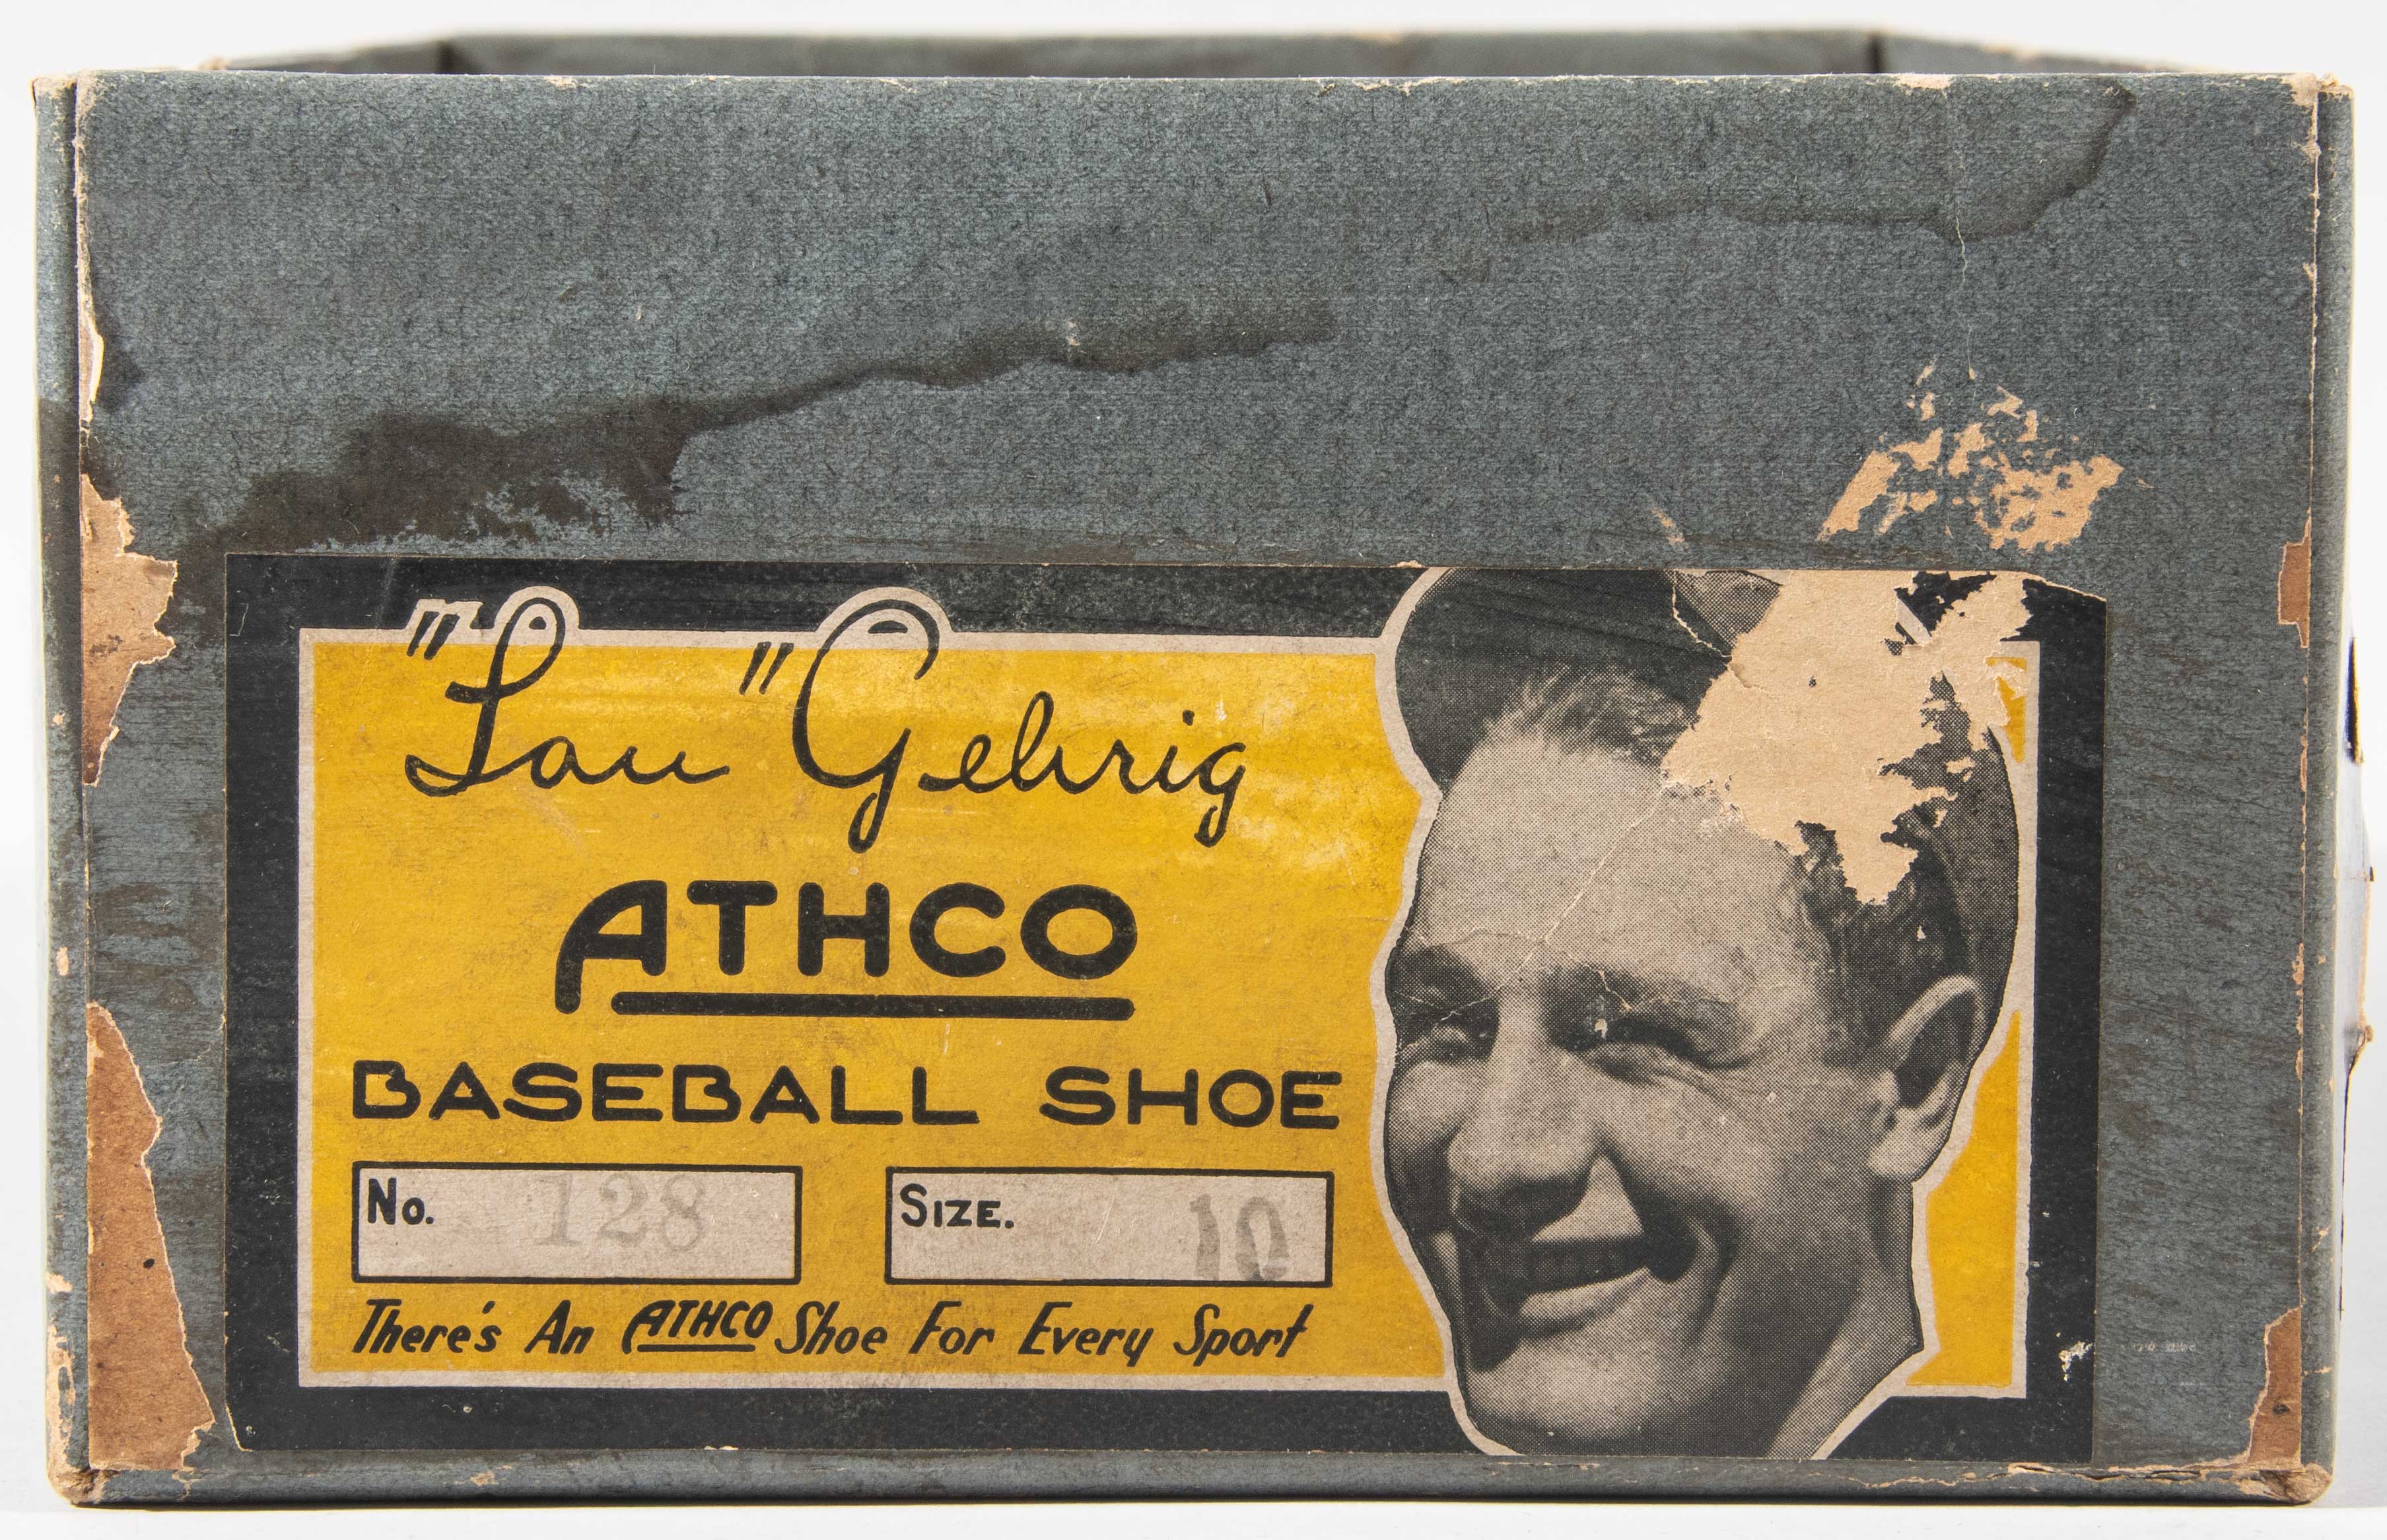 "Lou" Gehrig
ATHCO
BASEBALL SHOE
No. 128
SIZE. 10
There's An ATHCO Shoe For Every Sport